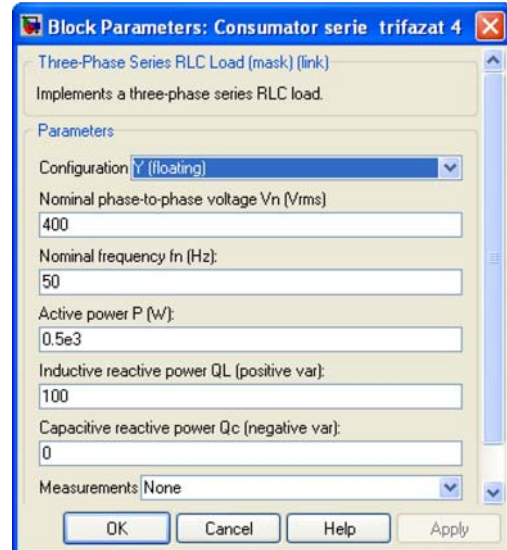 Block Parameters: Consumator serie trifazat 4
Three-Phase Series RLC Load (mask) (link)
Implements a three-phase series RLC load.
Parameters
Configuration Y (floating)
Nominal phase-to-phase voltage Vn (Vrms)
400
Nominal frequency fn (Hz):
50
Active power P (W):
0.5e3
Inductive reactive power QL (positive var):
100
Capacitive reactive power Qc (negative var):
0
Measurements None
OK Cancel Help Apply